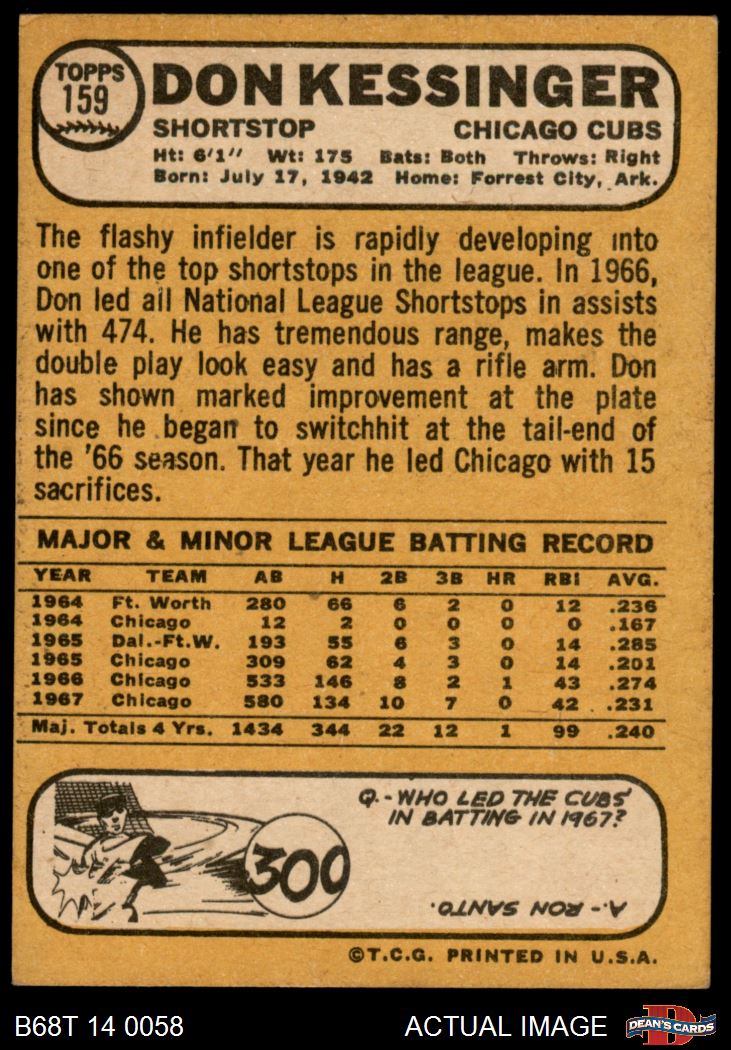 TOPPS
159
DON KESSINGER
SHORTSTOP CHICAGO CUBS
Ht: 6'1" Wt: 175 Bats: Both Throws: Right
Born: July 17, 1942 Home: Forrest City, Ark.
The flashy infielder is rapidly developing into
one of the top shortstops in the league. In 1966,
Don led all National League Shortstops in assists
with 474. He has tremendous range, makes the
double play look easy and has a rifle arm. Don
has shown marked improvement at the plate
since he began to switchhit at the tail-end of
the '66 season. That year he led Chicago with 15
sacrifices.
MAJOR & MINOR LEAGUE BATTING RECORD
YEAR TEAM AB H 2B 3B HR RBI AVG.
1964 Ft. Worth 280 66 6 2 0 12 .236
1964 Chicago 12 2 0 0 0 0 .167
1965 Dal.-Ft.W. 193 55 6 3 0 14 .285
1965 Chicago 309 62 4 3 0 14 .201
1966 Chicago 533 146 8 2 1 43 .274
1967 Chicago 580 134 10 7 0 42 .231
Maj. Totals 4 Yrs. 1434 344 22 12 1 99 .240
Q.-WHO LED THE CUBS
IN BATTING IN 1967?
300
A.- RON SANTO.
©T.C.G. PRINTED IN U.S.A.
B68T 14 0058 ACTUAL IMAGE DEAN'S CARDS